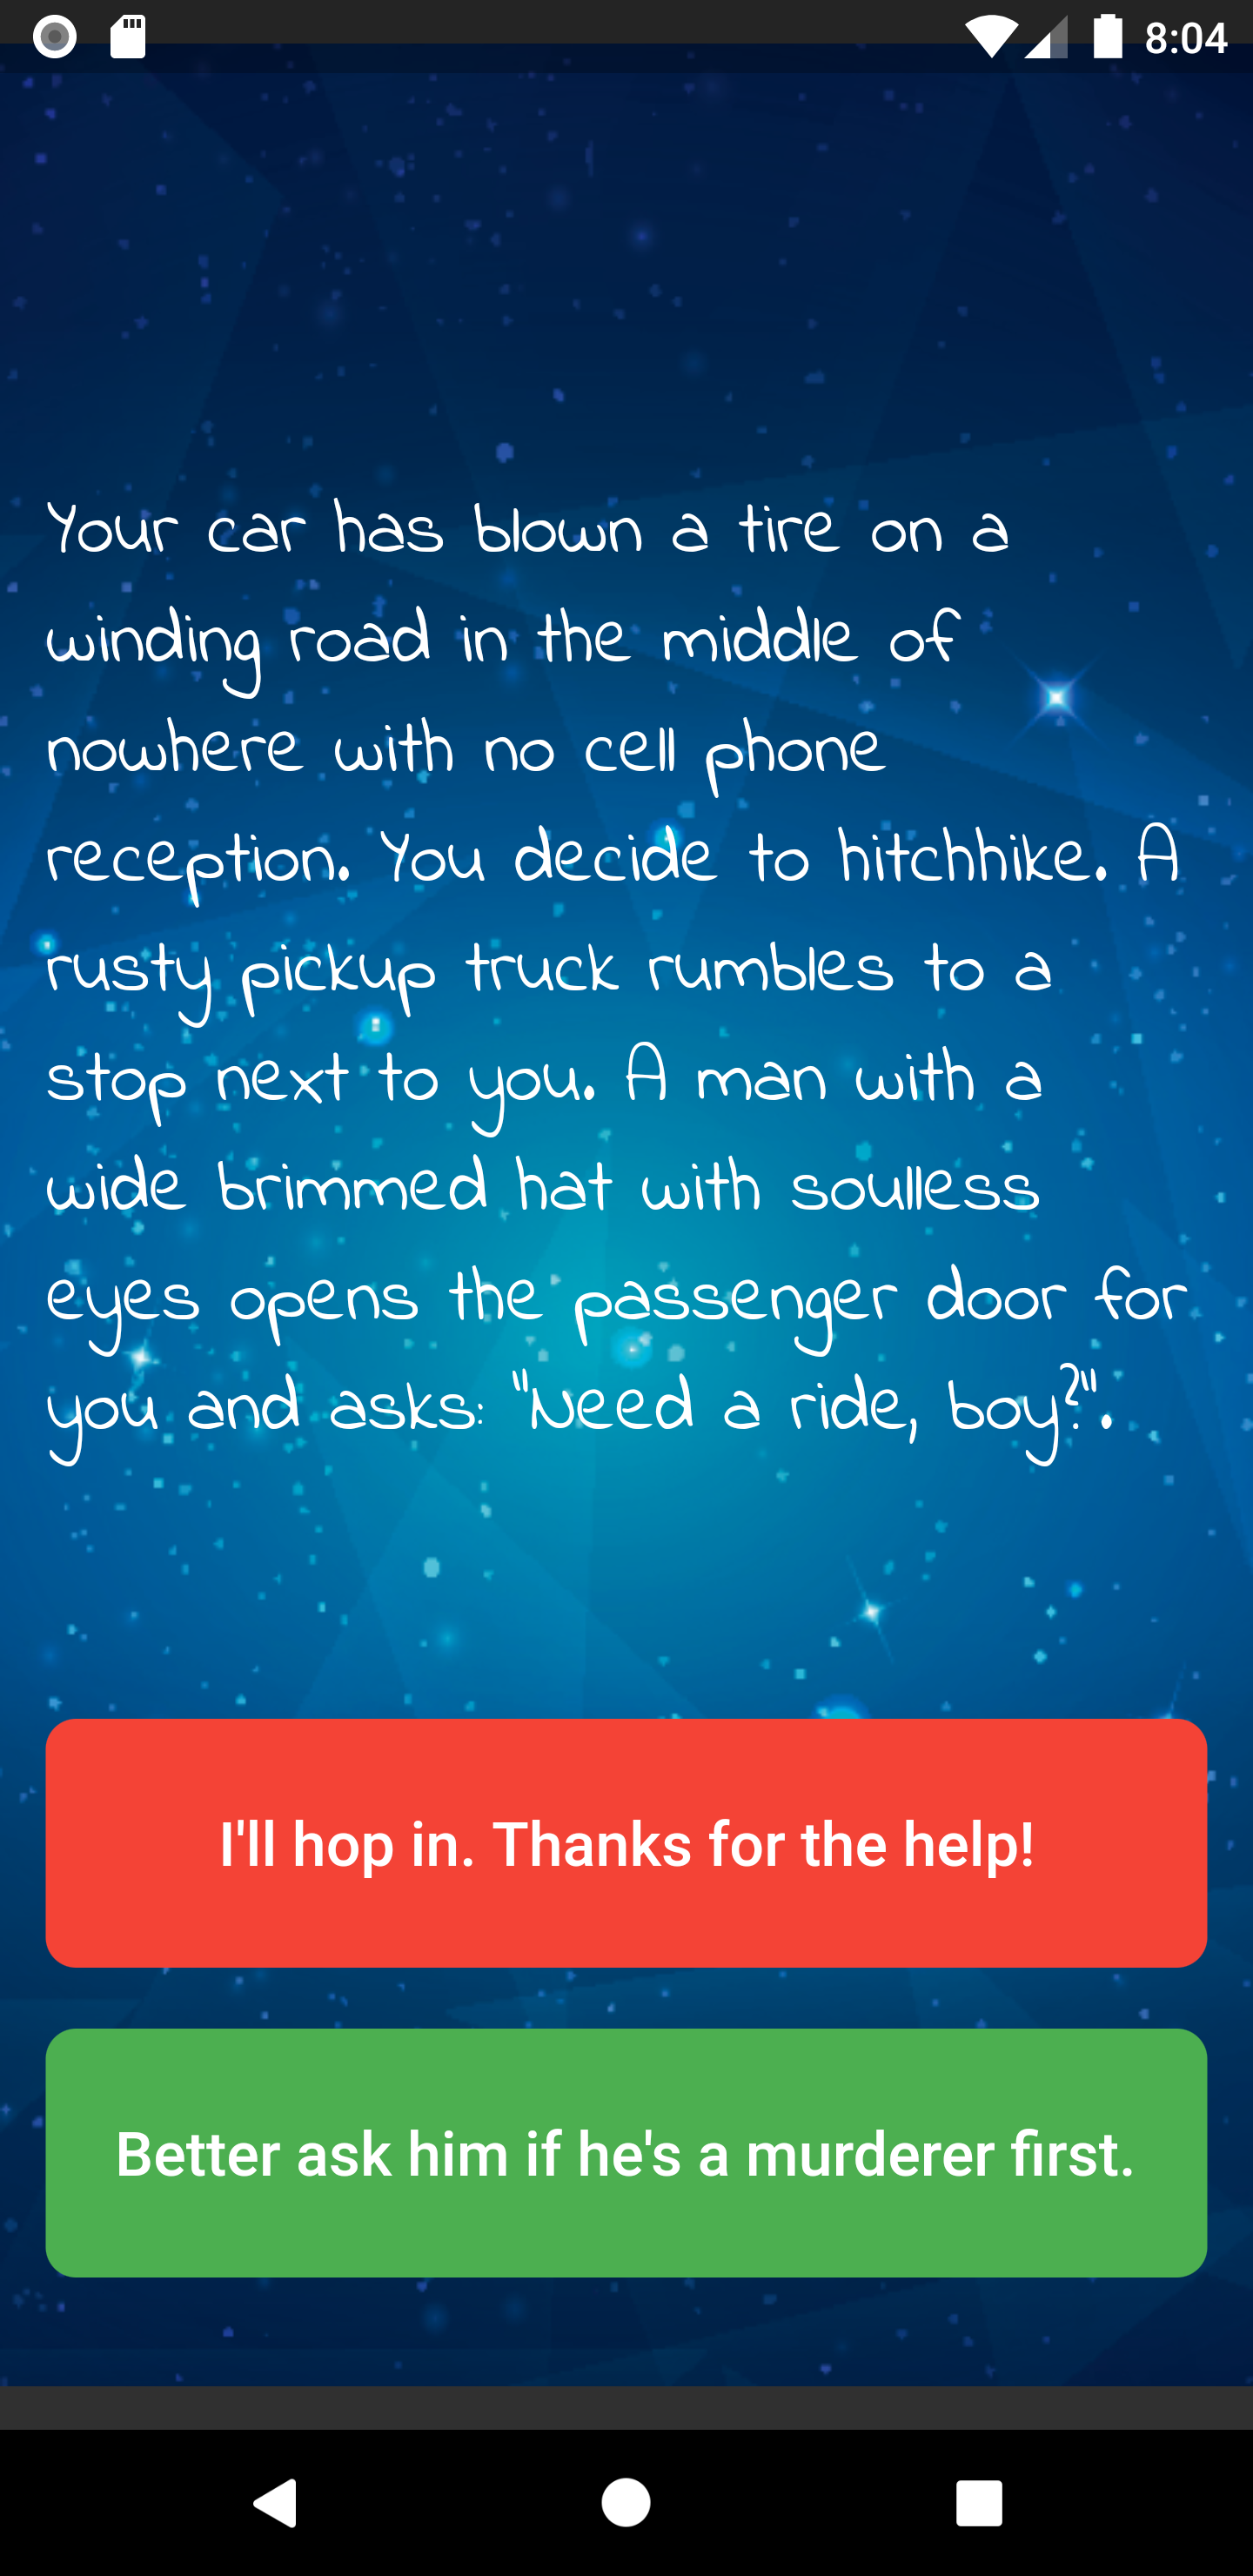 8:04
Your car has blown a tire on a
winding road in the middle of
nowhere with no cell phone
reception. You decide to hitchhike. A
rusty pickup truck rumbles to a
stop next to you. A man with a
wide brimmed hat with soulless
eyes opens the passenger door for
you and asks: "Need a ride, boy?".
I'll hop in. Thanks for the help!
Better ask him if he's a murderer first.